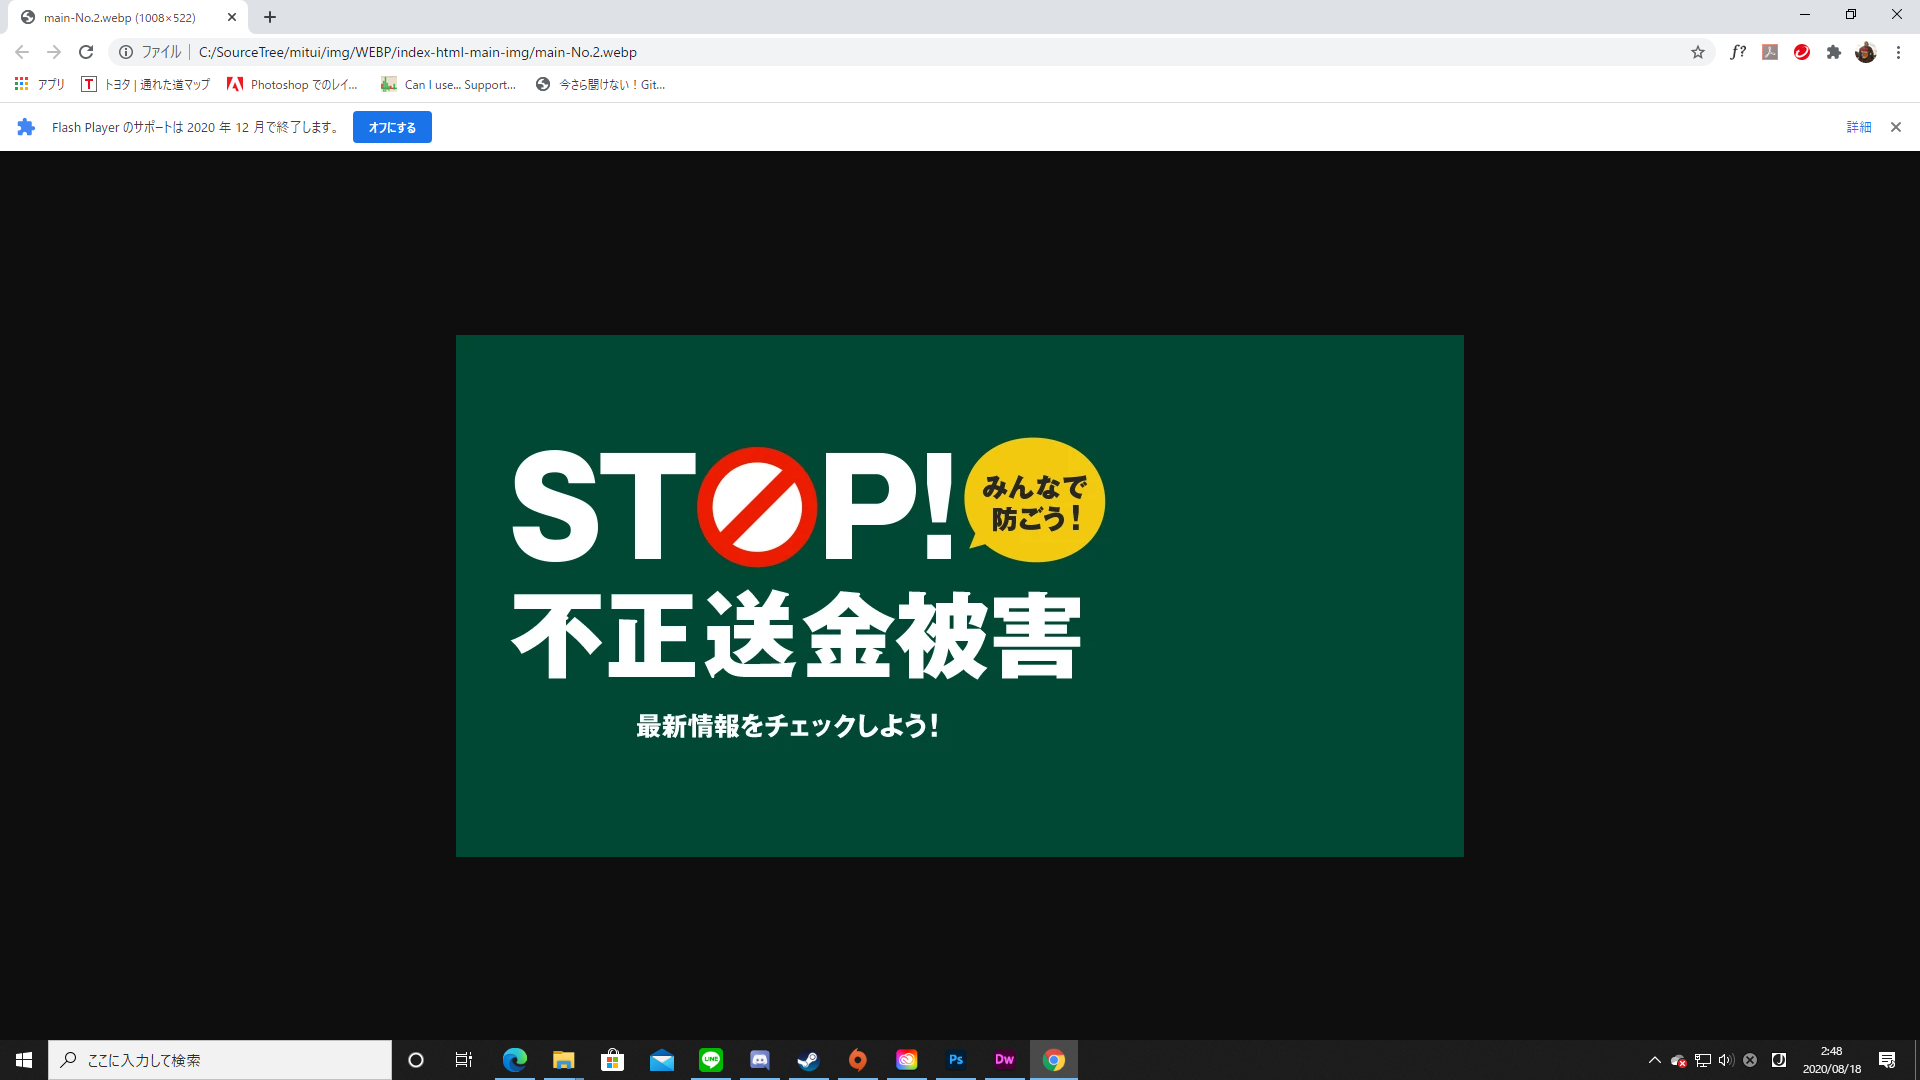 main-No.2.webp (1008×522)
ファイル C:/SourceTree/mitui/img/WEBP/index-html-main-img/main-No.2.webp
f?
アプリ トヨタ | 通れた道マップ Photoshop でのレイ... Can I use... Support... 今さら聞けない！Git...
Flash Player のサポートは 2020 年 12 月で終了します。 オフにする 詳細
STOP!
みんなで
防ごう!
不正送金被害
最新情報をチェックしよう!
ここに入力して検索
LINE
Ps
Dw
2:48
2020/08/18